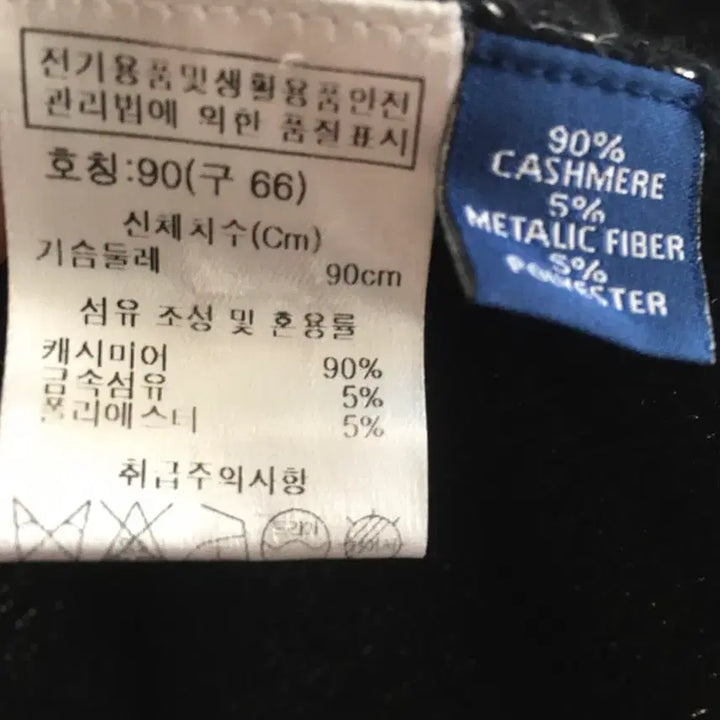 전기용품및생활용품안전
관리법에 의한 품질표시
호칭:90(구 66)
신체치수(Cm)
기슴둘레 90cm
섬유 조성 및 혼용률
캐시미어 90%
금속섬유 5%
폴리에스터 5%
취급주의사항
드라이
90%
CASHMERE
5%
METALIC FIBER
5%
POLYESTER